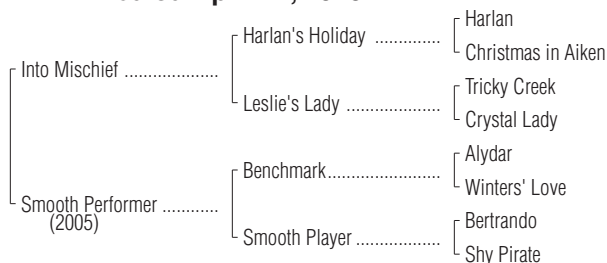 Harlan
Harlan's Holiday ................
Christmas in Aiken
Into Mischief ...................
Tricky Creek
Leslie's Lady ...................
Crystal Lady
Alydar
Benchmark.......................
Winters' Love
Smooth Performer ............
(2005)
Bertrando
Smooth Player .................
Shy Pirate